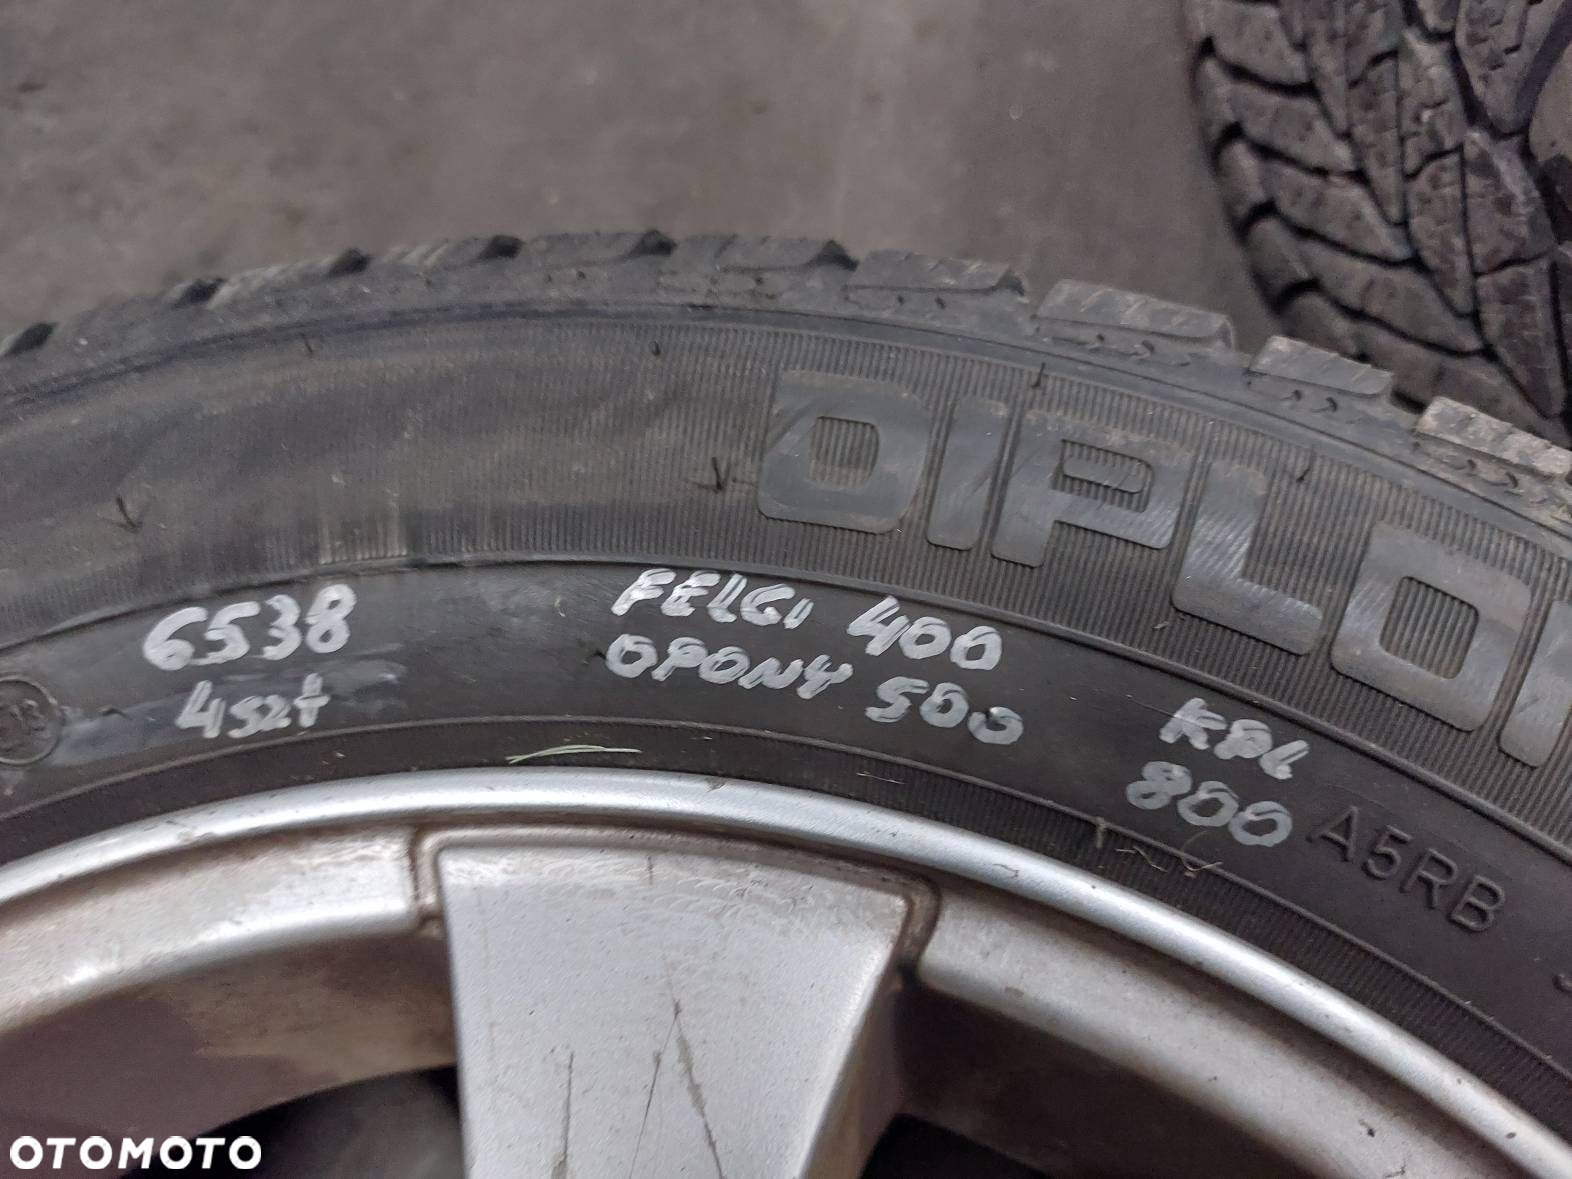 DIPLO
6538
4szt
FELGI 400
OPONY 500
KPL
800
A5RB
OTOMOTO